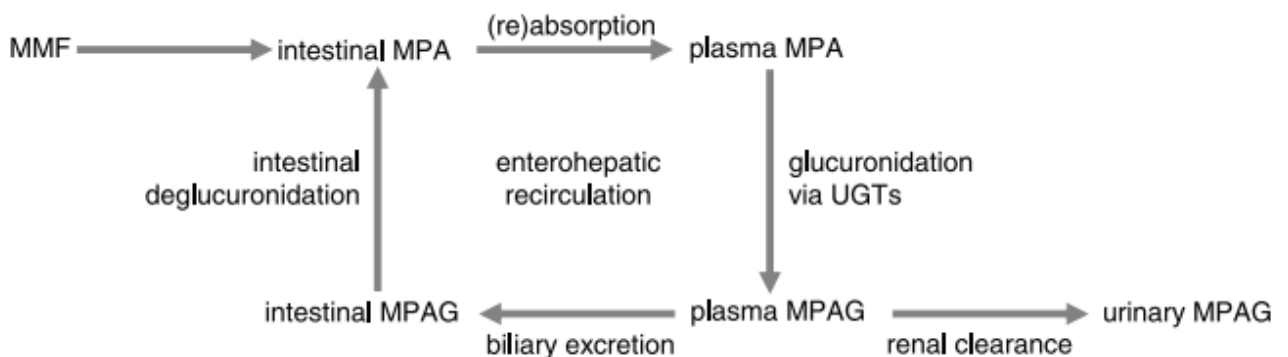 (re)absorption
MMF
intestinal MPA
plasma MPA
intestinal
deglucuronidation
enterohepatic
recirculation
glucuronidation
via UGTs
intestinal MPAG
plasma MPAG
urinary MPAG
biliary excretion
renal clearance